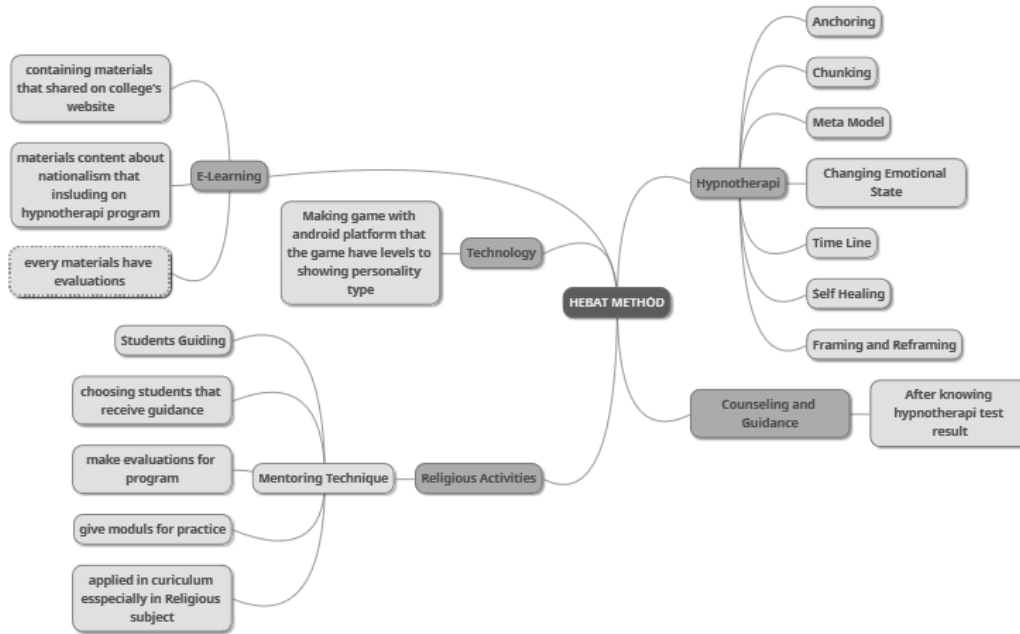 containing materials
that shared on college's
website
materials content about
nationalism that
insluding on
hypnotherapi program
every materials have
evaluations
E-Learning
Making game with
android platform that
the game have levels to
showing personality
type
Technology
HEBAT METHOD
Hypnotherapi
Anchoring
Chunking
Meta Model
Changing Emotional
State
Time Line
Self Healing
Framing and Reframing
Counseling and
Guidance
After knowing
hypnotherapi test
result
Religious Activities
Mentoring Technique
Students Guiding
choosing students that
receive guidance
make evaluations for
program
give moduls for practice
applied in curiculum
esspecially in Religious
subject